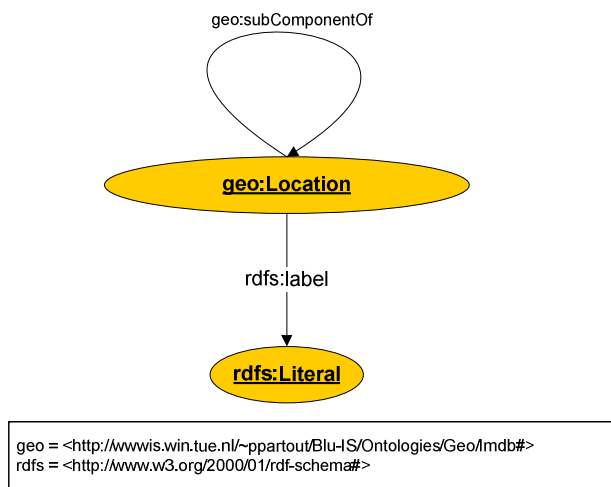 geo:subComponentOf
geo:Location
rdfs:label
rdfs:Literal
geo = <http://wwwis.win.tue.nl/~ppartout/Blu-IS/Ontologies/Geo/Imdb#>
rdfs = <http://www.w3.org/2000/01/rdf-schema#>